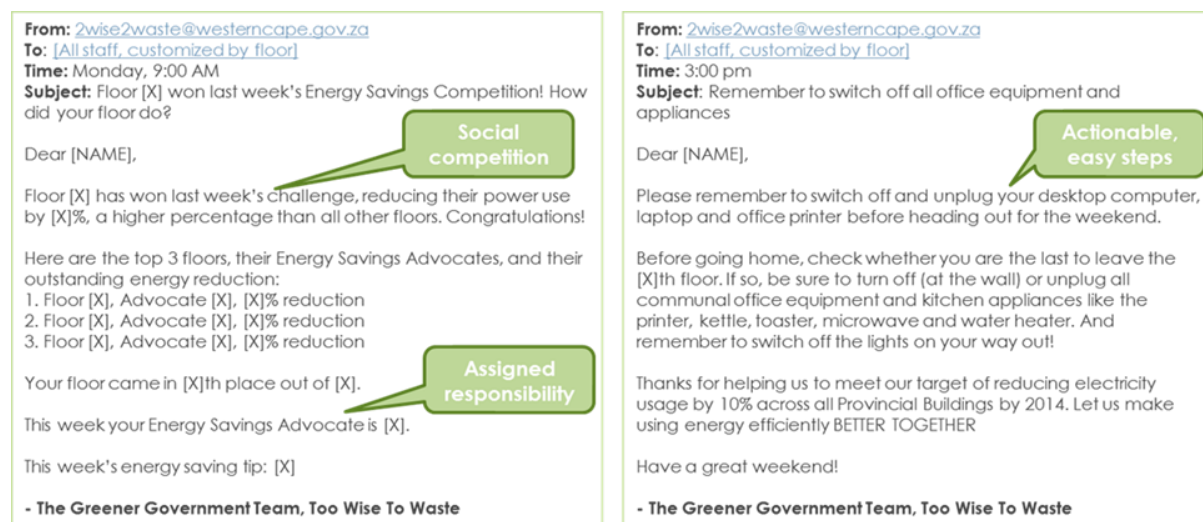 From: 2wise2waste@westerncape.gov.za
To: [All staff, customized by floor]
Time: Monday, 9:00 AM
Subject: Floor [X] won last week's Energy Savings Competition! How
did your floor do?
Social
competition
Dear [NAME],
Floor [X] has won last week's challenge, reducing their power use
by [X]%, a higher percentage than all other floors. Congratulations!
Here are the top 3 floors, their Energy Savings Advocates, and their
outstanding energy reduction:
1. Floor [X], Advocate [X], [X]% reduction
2. Floor [X], Advocate [X], [X]% reduction
3. Floor [X], Advocate [X], [X]% reduction
Assigned
responsibility
Your floor came in [X]th place out of [X].
This week your Energy Savings Advocate is [X].
This week's energy saving tip: [X]
- The Greener Government Team, Too Wise To Waste
From: 2wise2waste@westerncape.gov.za
To: [All staff, customized by floor]
Time: 3:00 pm
Subject: Remember to switch off all office equipment and
appliances
Actionable,
easy steps
Dear [NAME],
Please remember to switch off and unplug your desktop computer,
laptop and office printer before heading out for the weekend.
Before going home, check whether you are the last to leave the
[X]th floor. If so, be sure to turn off (at the wall) or unplug all
communal office equipment and kitchen appliances like the
printer, kettle, toaster, microwave and water heater. And
remember to switch off the lights on your way out!
Thanks for helping us to meet our target of reducing electricity
usage by 10% across all Provincial Buildings by 2014. Let us make
using energy efficiently BETTER TOGETHER
Have a great weekend!
- The Greener Government Team, Too Wise To Waste